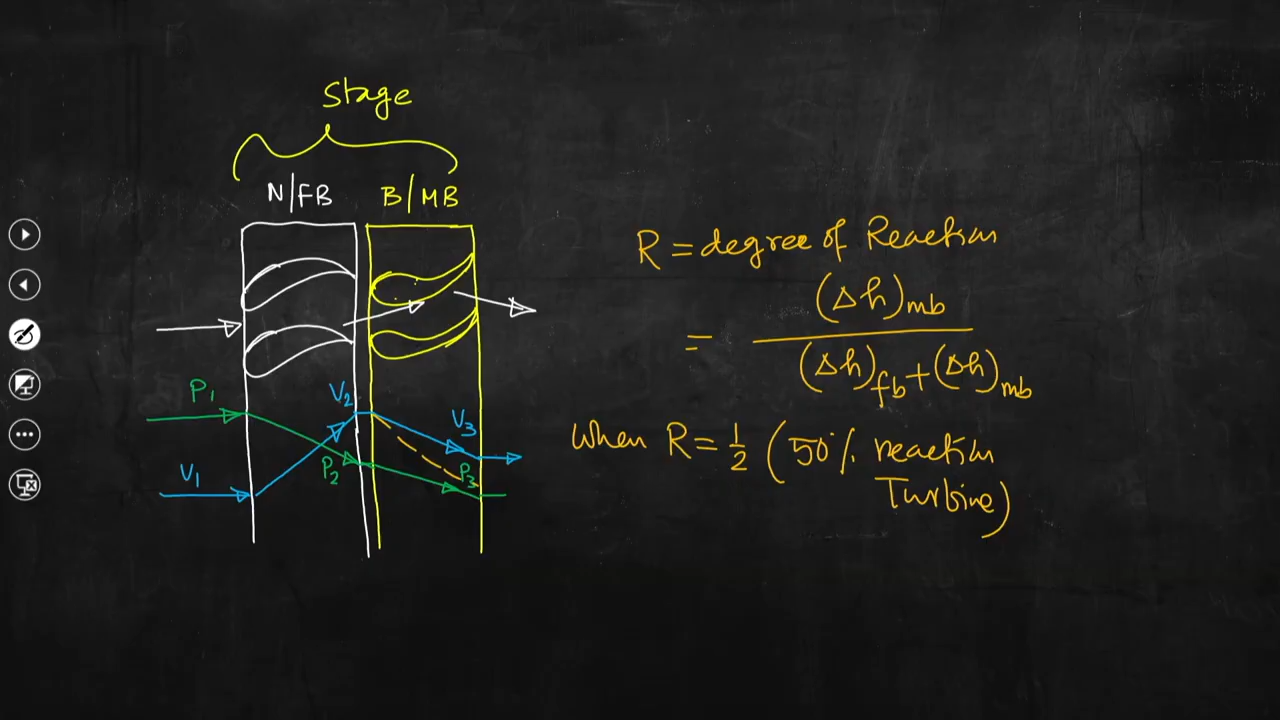 Stage
N/FB B/MB
P₁
V₂
V₃
P₂
P₃
V₁
R = degree of Reaction
= (Δh)mb / (Δh)fb + (Δh)mb
When R = 1/2 (50% reaction
Turbine)